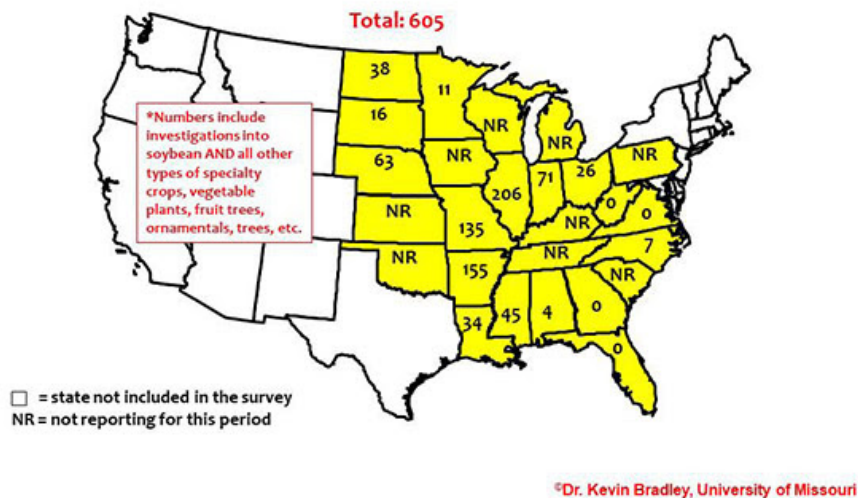 Total: 605
38
11
16
*Numbers include
investigations into
soybean AND all other
types of specialty
crops, vegetable
plants, fruit trees,
ornamentals, trees, etc.
NR
NR
NR
NR
63
206
71
26
0
0
NR
135
NR
NR
155
NR
7
NR
34
45
4
0
0
= state not included in the survey
NR = not reporting for this period
©Dr. Kevin Bradley, University of Missouri